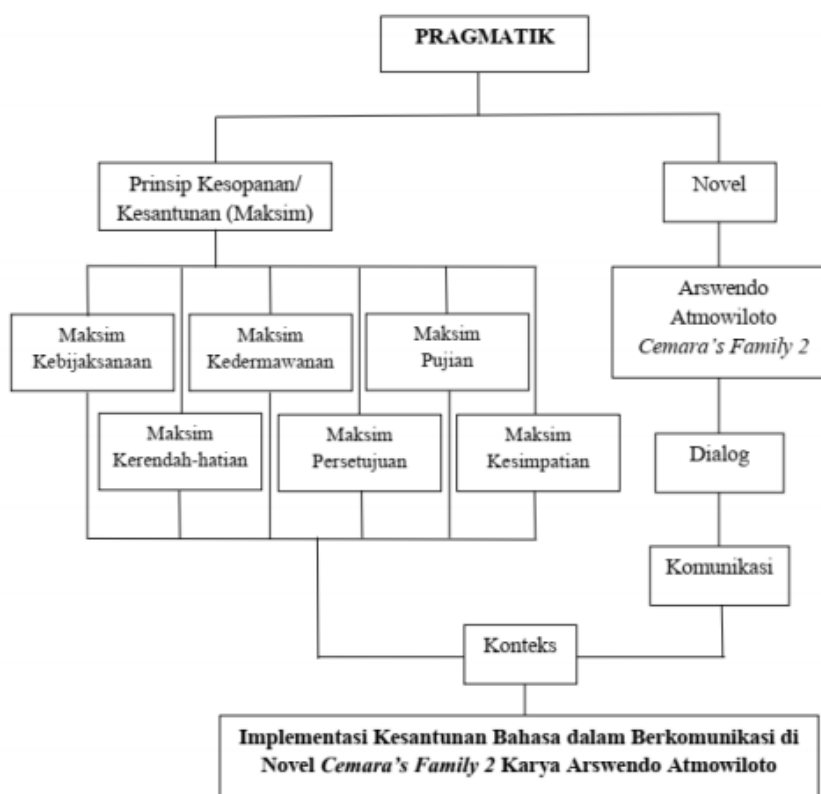 PRAGMATIK
Prinsip Kesopanan/
Kesantunan (Maksim)
Novel
Maksim
Kebijaksanaan
Maksim
Kedermawanan
Maksim
Pujian
Arswendo
Atmowiloto
Cemara's Family 2
Maksim
Kerendah-hatian
Maksim
Persetujuan
Maksim
Kesimpatian
Dialog
Komunikasi
Konteks
Implementasi Kesantunan Bahasa dalam Berkomunikasi di
Novel Cemara's Family 2 Karya Arswendo Atmowiloto